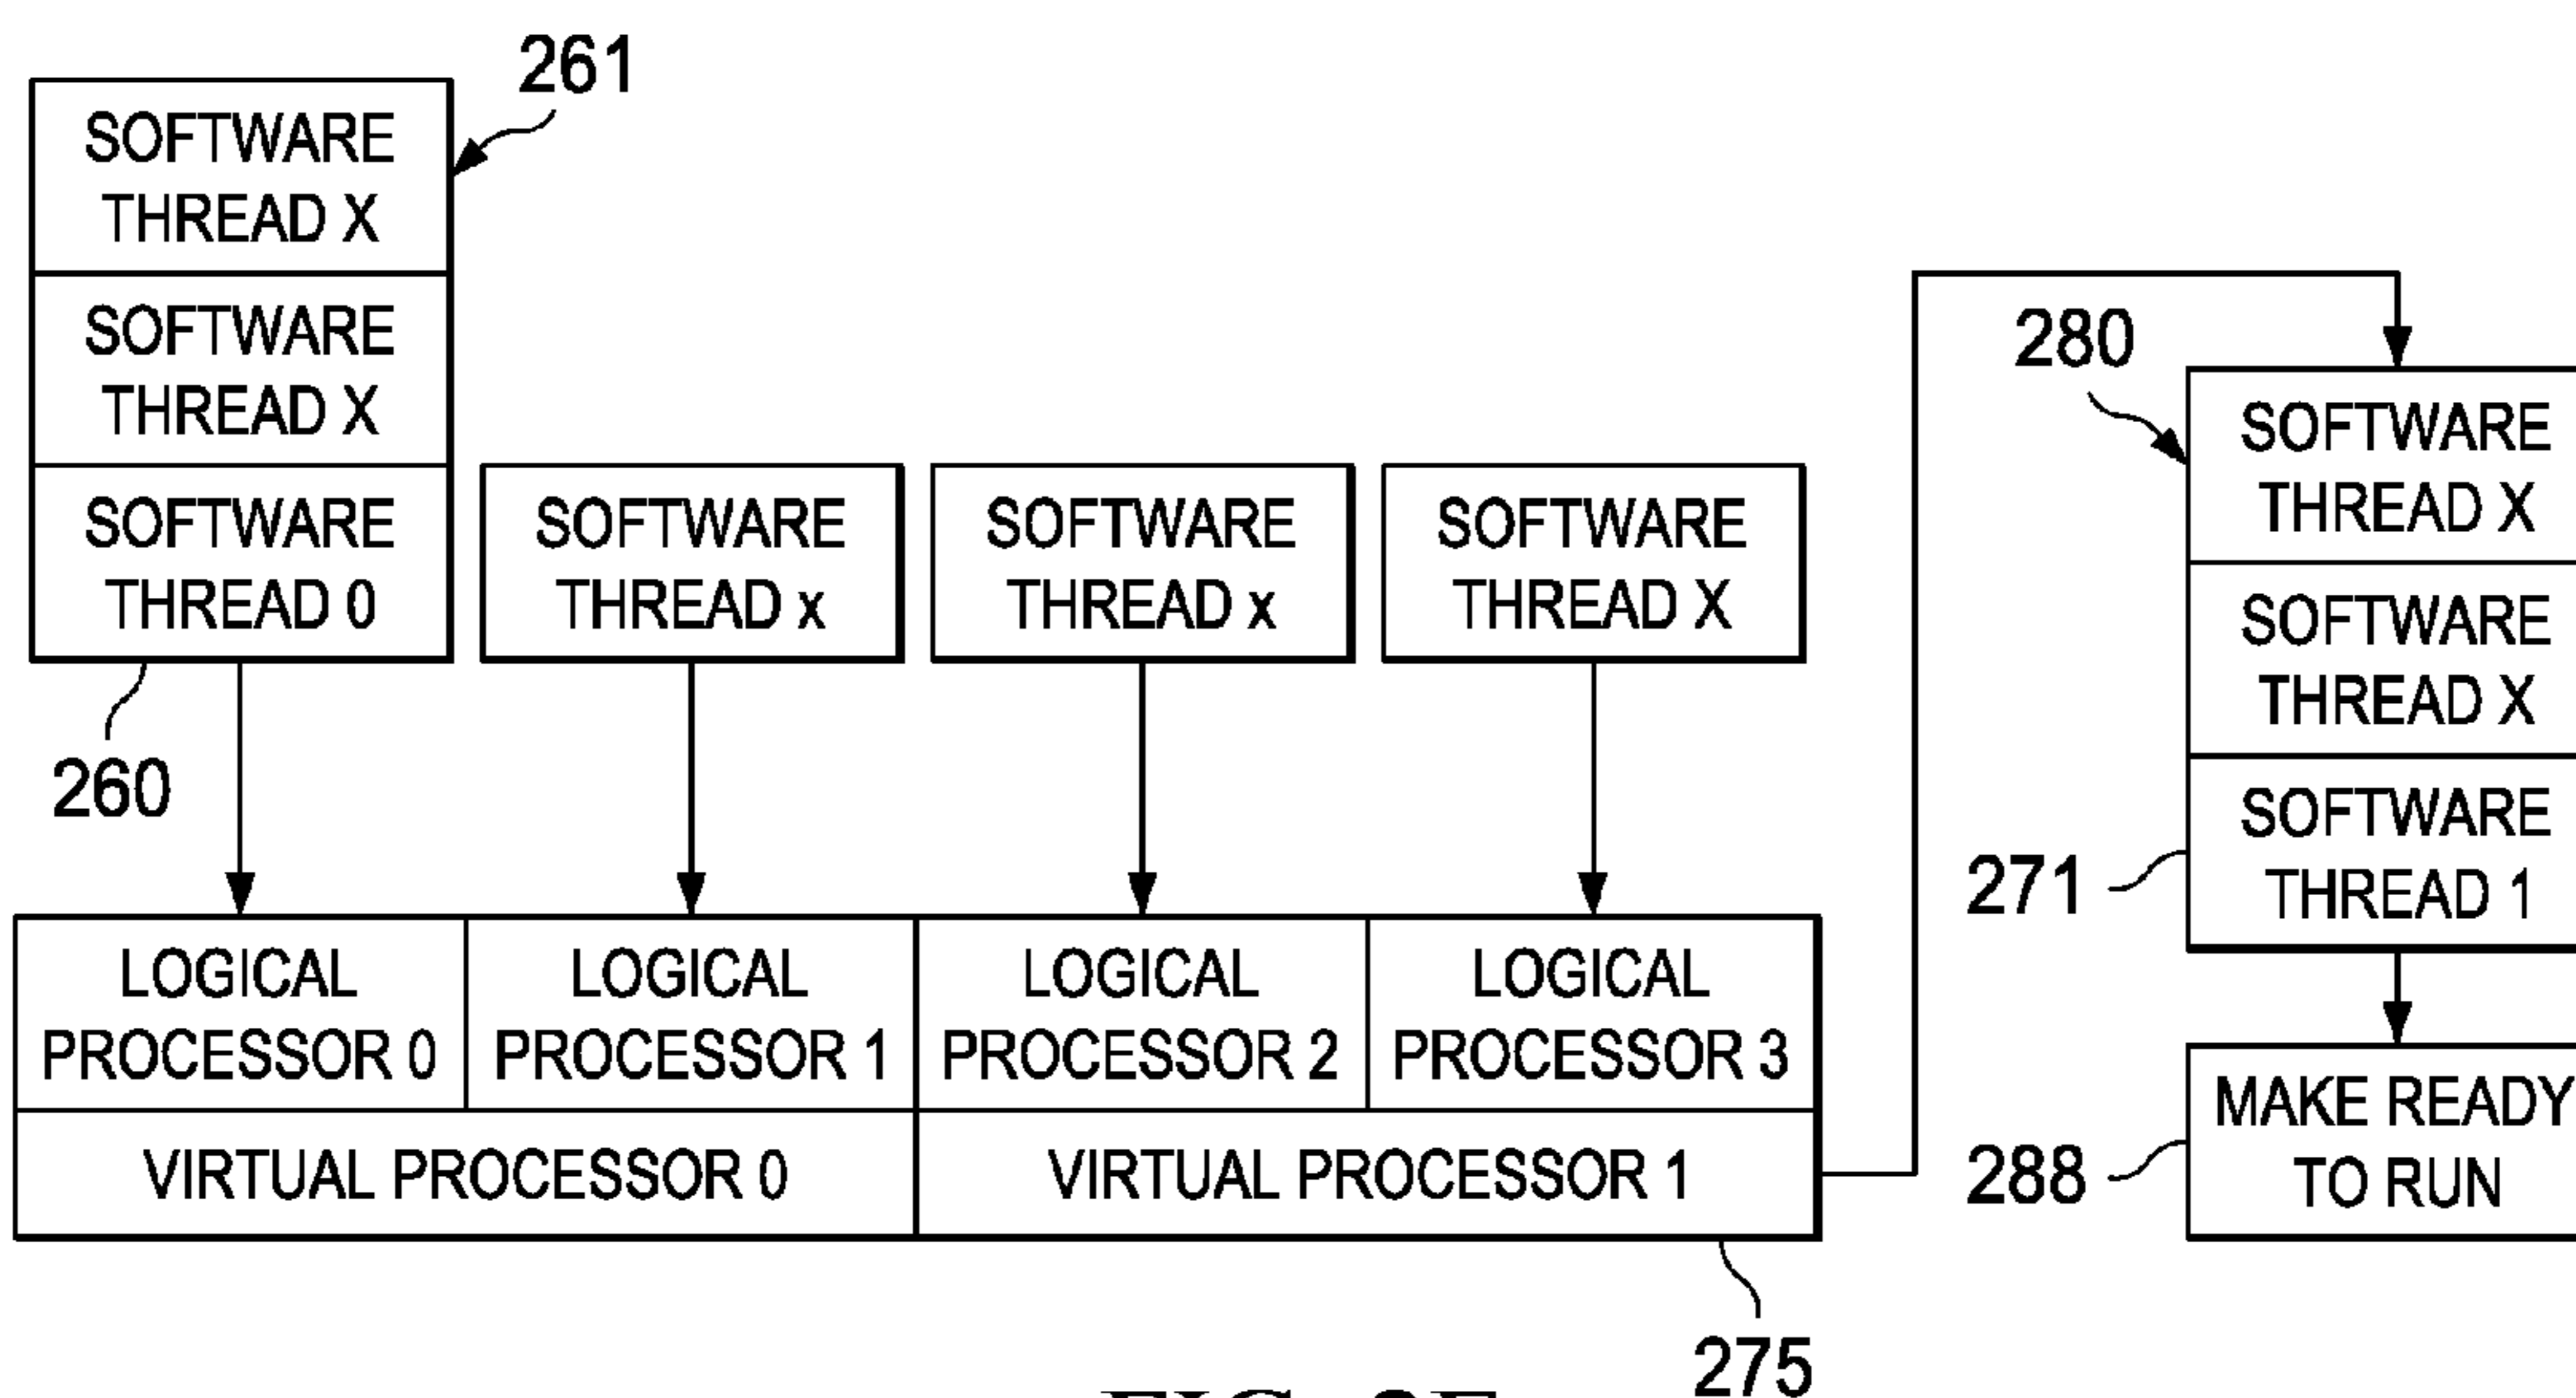 261
SOFTWARE
THREAD X
SOFTWARE
THREAD X
SOFTWARE
THREAD 0
260
SOFTWARE
THREAD x
SOFTWARE
THREAD x
SOFTWARE
THREAD X
LOGICAL
PROCESSOR 0
LOGICAL
PROCESSOR 1
LOGICAL
PROCESSOR 2
LOGICAL
PROCESSOR 3
VIRTUAL PROCESSOR 0
VIRTUAL PROCESSOR 1
275
280
SOFTWARE
THREAD X
SOFTWARE
THREAD X
SOFTWARE
THREAD 1
271
MAKE READY
TO RUN
288